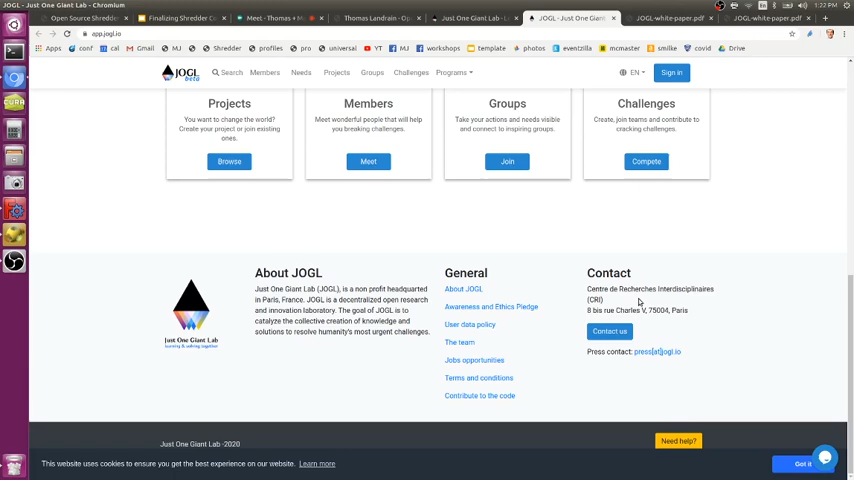 JOGL - Just One Giant Lab - Chromium
1:22 PM
Open Source Shredder
Finalizing Shredder Co
Meet - Thomas +
Thomas Landrain - Op
Just One Giant Lab -
JOGL - Just One Giant
JOGL-white-paper.pdf
JOGL-white-paper.pdf
app.jogl.io
Apps
cal
Gmail
MJ
Shredder
profiles
pro
universal
YT
MJ
workshops
template
photos
eventzilla
mcmaster
covid
Drive
JOGL
beta
Search
Members
Needs
Projects
Groups
Challenges
Programs
EN
Sign in
Projects
You want to change the world?
Create your project or join existing
ones.
Browse
Members
Meet wonderful people that will help
you breaking challenges.
Meet
Groups
Take your actions and needs visible
and connect to inspiring groups.
Join
Challenges
Create, join teams and contribute to
cracking challenges.
Compete
Just One Giant Lab
learning & solving together
About JOGL
Just One Giant Lab (JOGL), is a non profit headquarted
in Paris, France. JOGL is a decentralized open research
and innovation laboratory. The goal of JOGL is to
catalyze the collective creation of knowledge and
solutions to resolve humanity's most urgent challenges.
General
About JOGL
Awareness and Ethics Pledge
User data policy
The team
Jobs opportunities
Terms and conditions
Contribute to the code
Contact
Centre de Recherches Interdisciplinaires
(CRI)
8 bis rue Charles V, 75004, Paris
Contact us
Press contact: press[at]jogl.io
Just One Giant Lab -2020
Need help?
This website uses cookies to ensure you get the best experience on our website. Learn more
Got it
CURA